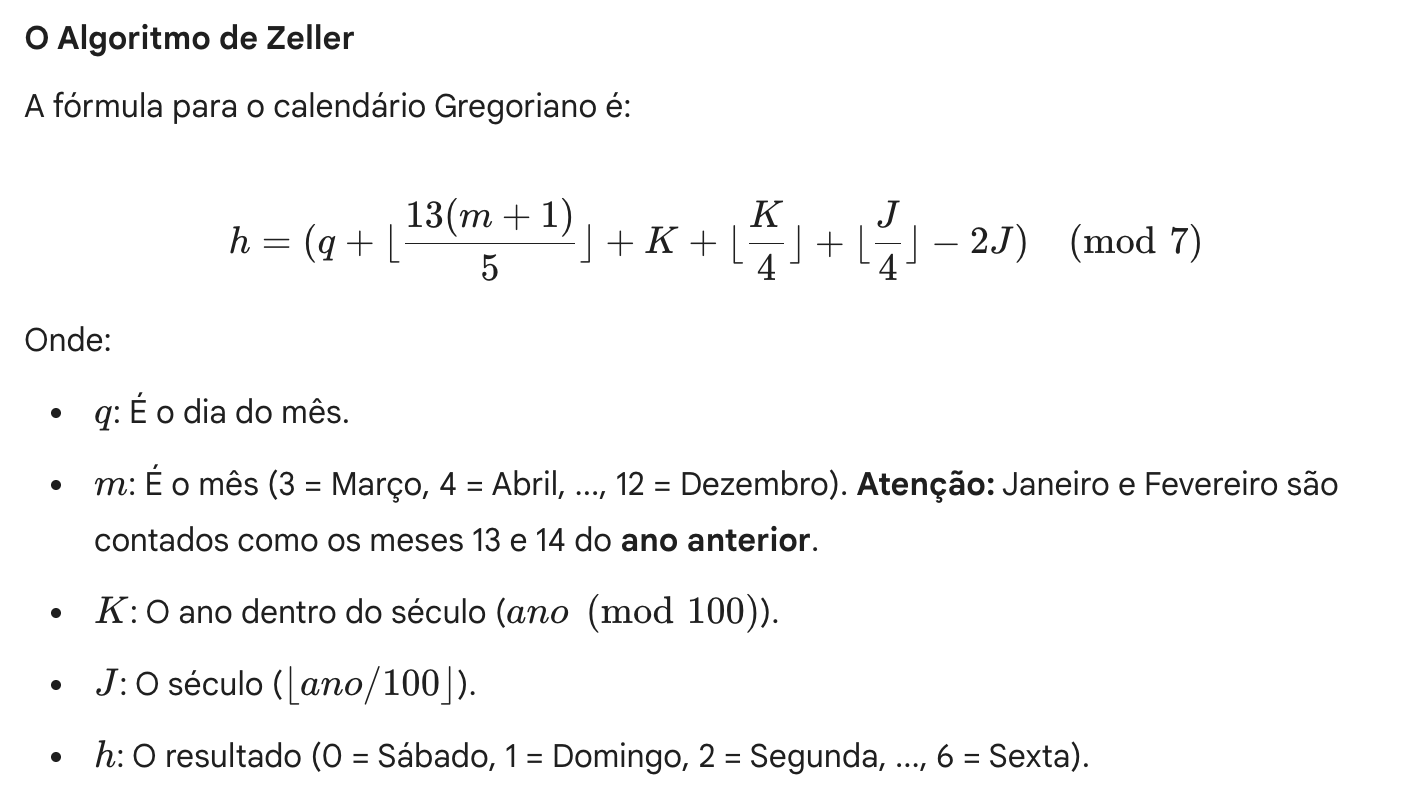 O Algoritmo de Zeller
A fórmula para o calendário Gregoriano é:
h = (q + ⌊13(m + 1)/5⌋ + K + ⌊K/4⌋ + ⌊J/4⌋ − 2J) (mod 7)
Onde:
• q: É o dia do mês.
• m: É o mês (3 = Março, 4 = Abril, ..., 12 = Dezembro). Atenção: Janeiro e Fevereiro são
contados como os meses 13 e 14 do ano anterior.
• K: O ano dentro do século (ano (mod 100)).
• J: O século (⌊ano/100⌋).
• h: O resultado (0 = Sábado, 1 = Domingo, 2 = Segunda, ..., 6 = Sexta).